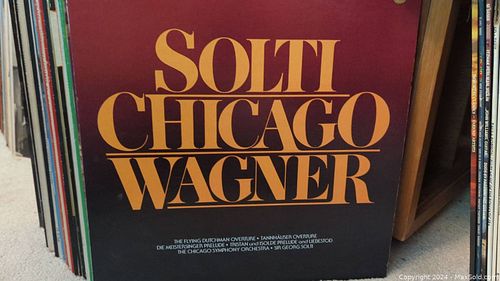 SOLTI
CHICAGO
WAGNER
THE FLYING DUTCHMAN OVERTURE • TANNHÄUSER OVERTURE
DIE MEISTERSINGER PRELUDE • TRISTAN und ISOLDE PRELUDE and LIEBESTOD
THE CHICAGO SYMPHONY ORCHESTRA • SIR GEORG SOLTI
Copyright 2024 - MaxSold.com